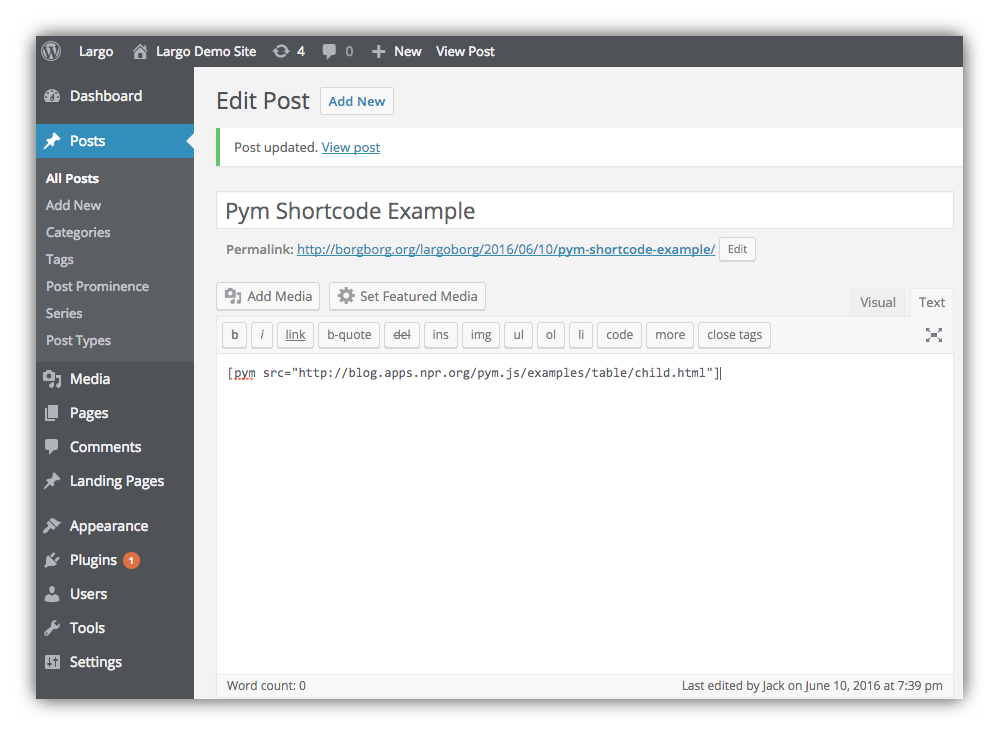 Largo Largo Demo Site 4 0 New View Post
Dashboard
Posts
All Posts
Add New
Categories
Tags
Post Prominence
Series
Post Types
Media
Pages
Comments
Landing Pages
Appearance
Plugins 1
Users
Tools
Settings
Edit Post Add New
Post updated. View post
Pym Shortcode Example
Permalink: http://borgborg.org/largoborg/2016/06/10/pym-shortcode-example/ Edit
Add Media Set Featured Media Visual Text
b i link b-quote del ins img ul ol li code more close tags
[pym src="http://blog.apps.npr.org/pym.js/examples/table/child.html"]
Word count: 0 Last edited by Jack on June 10, 2016 at 7:39 pm